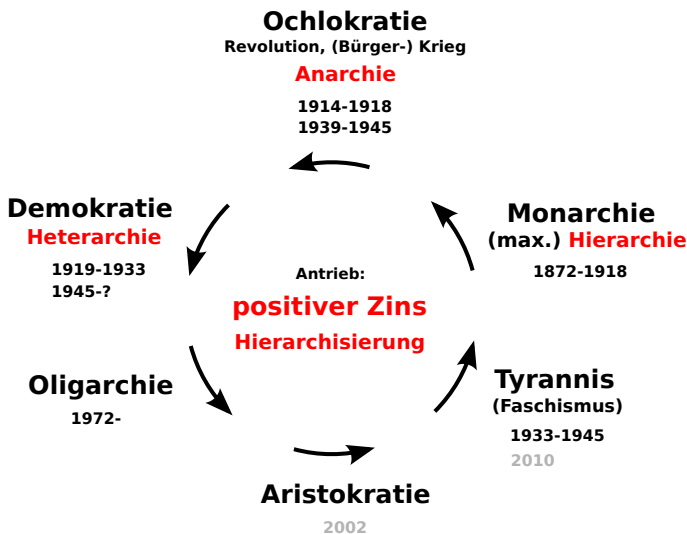 Ochlokratie
Revolution, (Bürger-) Krieg
Anarchie
1914-1918
1939-1945
Demokratie
Heterarchie
1919-1933
1945-?
Monarchie
(max.) Hierarchie
1872-1918
Antrieb:
positiver Zins
Hierarchisierung
Oligarchie
1972-
Tyrannis
(Faschismus)
1933-1945
2010
Aristokratie
2002